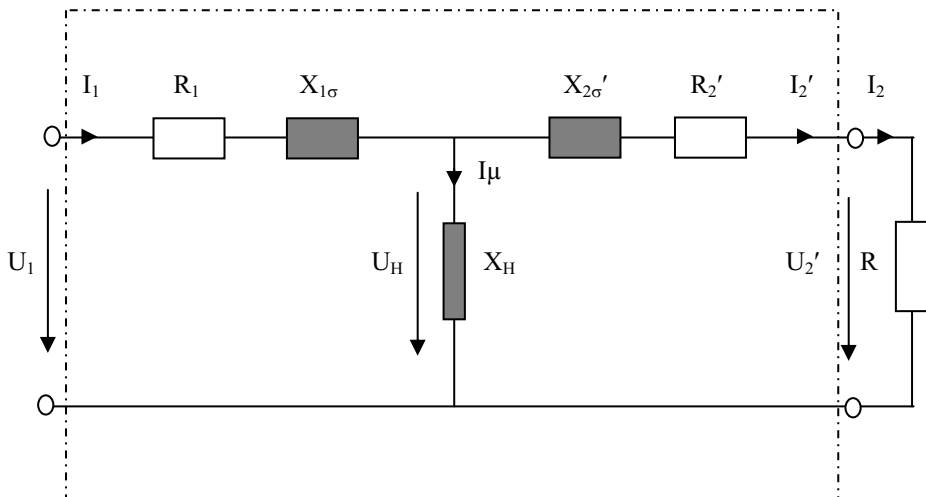 I₁ R₁ X₁σ X₂σ′ R₂′ I₂′ I₂
Iμ
U₁ U_H X_H U₂′ R